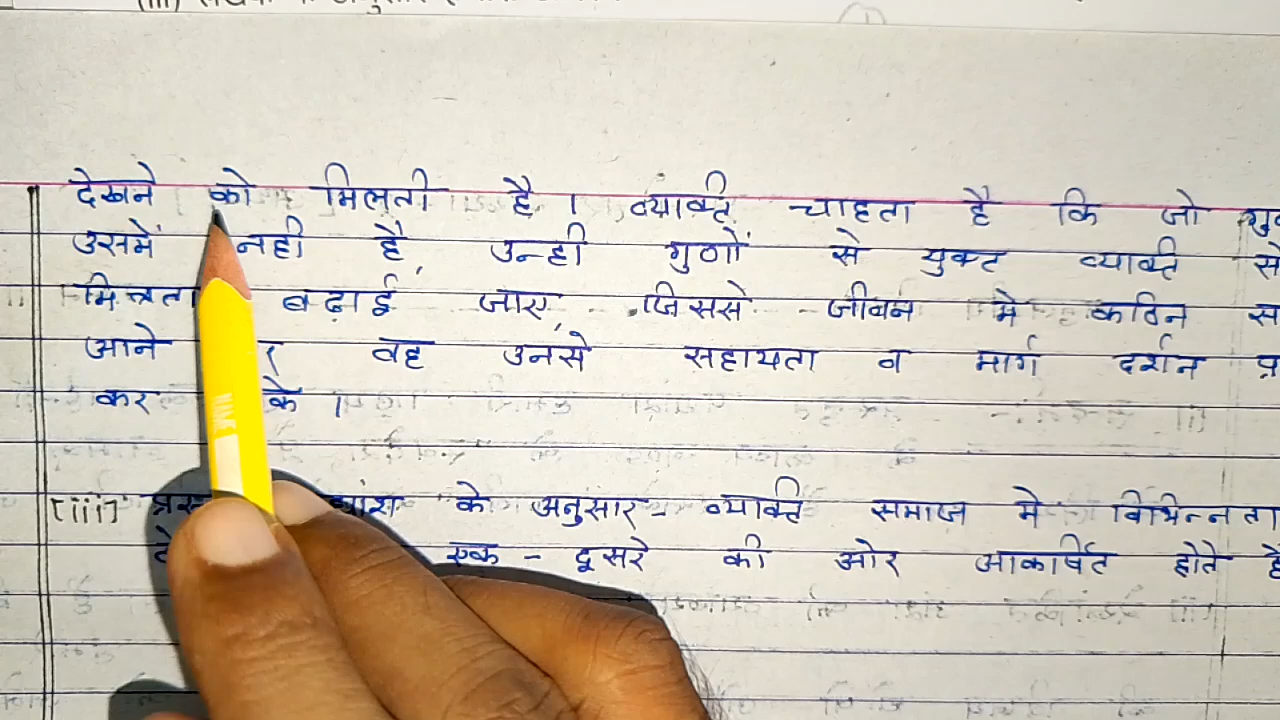 देखने को मिलती है । व्यक्ति चाहता है कि जो
उसमें नही है, उन्ही गुणों से युक्त व्यक्ति से
मित्रता बढ़ाई जाए, जिससे जीवन मे कठिन
आने वह उनसे सहायता व मार्ग दर्शन
कर के ।
[iii] के अनुसार - व्यक्ति समाज मे विभिन्नता
एक - दूसरे की ओर आकर्षित होते है